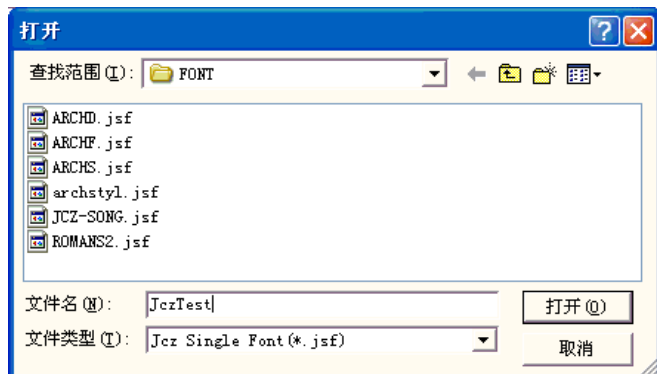 打开
查找范围(I): FONT
ARCHD.jsf
ARCHF.jsf
ARCHS.jsf
archstyl.jsf
JCZ-SONG.jsf
ROMANS2.jsf
文件名(N): JczTest 打开(O)
文件类型(T): Jcz Single Font(*.jsf) 取消